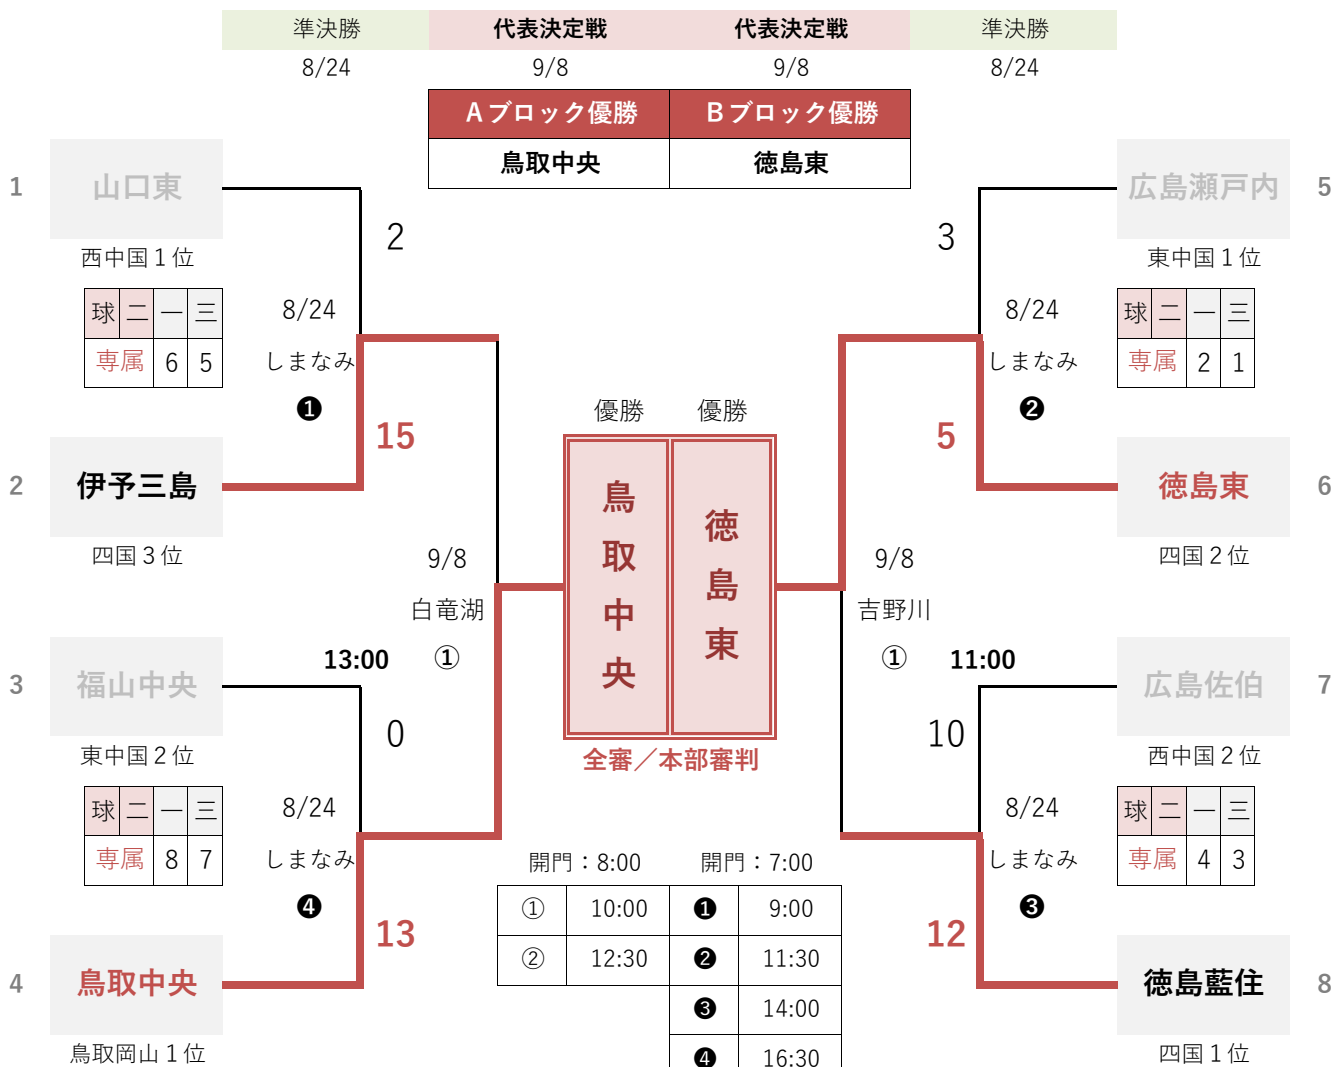 準決勝 代表決定戦 代表決定戦 準決勝
8/24 9/8 9/8 8/24
Aブロック優勝 Bブロック優勝
鳥取中央 徳島東
1 山口東
西中国1位
球 二 一 三
専属 6 5
2
8/24
しまなみ
❶
15
2 伊予三島
四国3位
9/8
白竜湖
①
13:00
3 福山中央
東中国2位
球 二 一 三
専属 8 7
0
8/24
しまなみ
❹
13
4 鳥取中央
鳥取岡山1位
優勝 優勝
鳥取中央
徳島東
全審／本部審判
広島瀬戸内 5
東中国1位
球 二 一 三
専属 2 1
3
8/24
しまなみ
❷
5
徳島東 6
四国2位
9/8
吉野川
①
11:00
広島佐伯 7
西中国2位
球 二 一 三
専属 4 3
10
8/24
しまなみ
❸
12
徳島藍住 8
四国1位
開門：8:00 開門：7:00
① 10:00 ❶ 9:00
② 12:30 ❷ 11:30
❸ 14:00
❹ 16:30